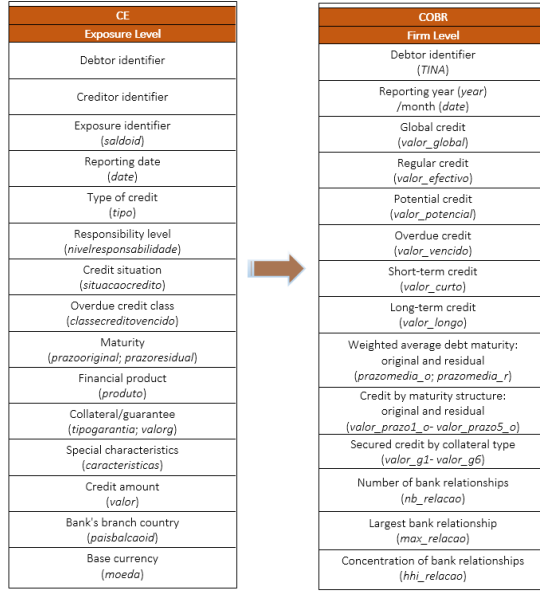 CE
Exposure Level
Debtor identifier
Creditor identifier
Exposure identifier
(saldoid)
Reporting date
(date)
Type of credit
(tipo)
Responsibility level
(nivelresponsabilidade)
Credit situation
(situacaocredito)
Overdue credit class
(classecreditovencido)
Maturity
(prazooriginal; prazoresidual)
Financial product
(produto)
Collateral/guarantee
(tipogarantia; valorg)
Special characteristics
(caracteristicas)
Credit amount
(valor)
Bank's branch country
(paisbalcaoid)
Base currency
(moeda)
COBR
Firm Level
Debtor identifier
(TINA)
Reporting year (year)
/month (date)
Global credit
(valor_global)
Regular credit
(valor_efectivo)
Potential credit
(valor_potencial)
Overdue credit
(valor_vencido)
Short-term credit
(valor_curto)
Long-term credit
(valor_longo)
Weighted average debt maturity:
original and residual
(prazomedia_o; prazomedia_r)
Credit by maturity structure:
original and residual
(valor_prazo1_o- valor_prazo5_o)
Secured credit by collateral type
(valor_g1- valor_g6)
Number of bank relationships
(nb_relacao)
Largest bank relationship
(max_relacao)
Concentration of bank relationships
(hhi_relacao)